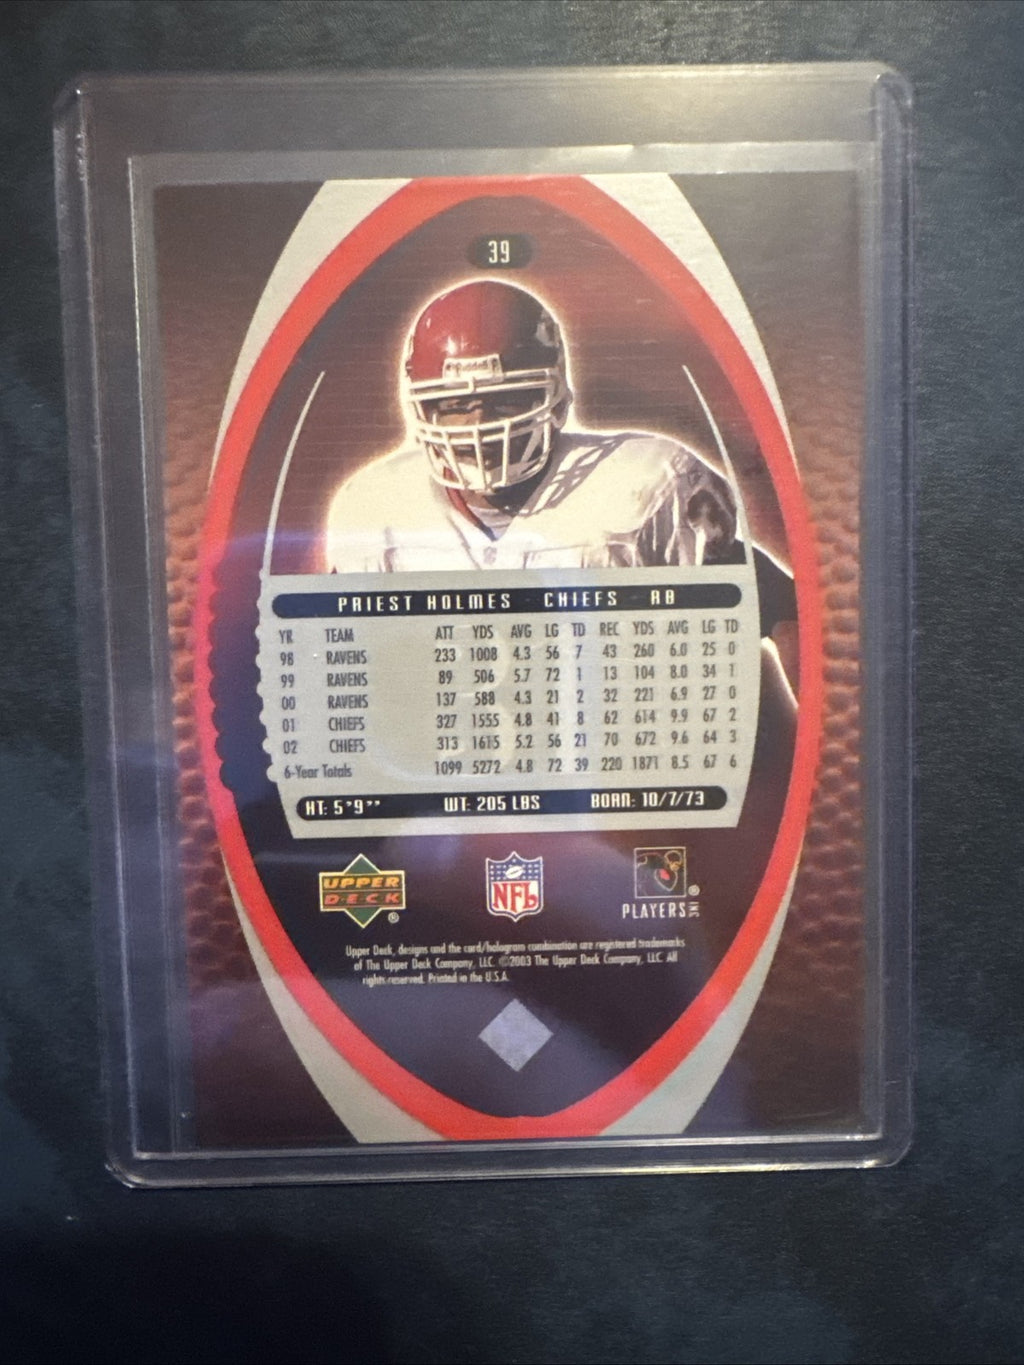 39
Riddell
PRIEST HOLMES CHIEFS RB
YR TEAM ATT YDS AVG LG TD REC YDS AVG LG TD
98 RAVENS 233 1008 4.3 56 7 43 260 6.0 25 0
99 RAVENS 89 506 5.7 72 1 13 104 8.0 34 1
00 RAVENS 137 588 4.3 21 2 32 221 6.9 27 0
01 CHIEFS 327 1555 4.8 41 8 62 614 9.9 67 2
02 CHIEFS 313 1615 5.2 56 21 70 672 9.6 64 3
6-Year Totals 1099 5272 4.8 72 39 220 1871 8.5 67 6
HT: 5'9" WT: 205 LBS BORN: 10/7/73
UPPER
DECK ®
NFL
PLAYERS INC ®
Upper Deck, designs and the card/hologram combination are registered trademarks
of The Upper Deck Company, LLC. ©2003 The Upper Deck Company, LLC. All
rights reserved. Printed in the U.S.A.